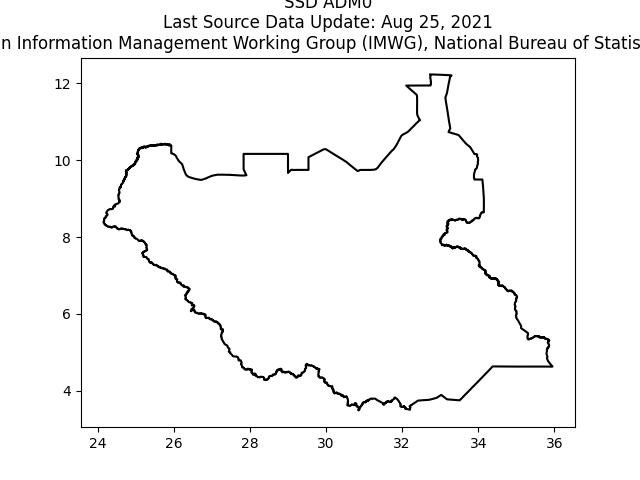 SSD ADM0
Last Source Data Update: Aug 25, 2021
n Information Management Working Group (IMWG), National Bureau of Statis
12
10
8
6
4
24 26 28 30 32 34 36